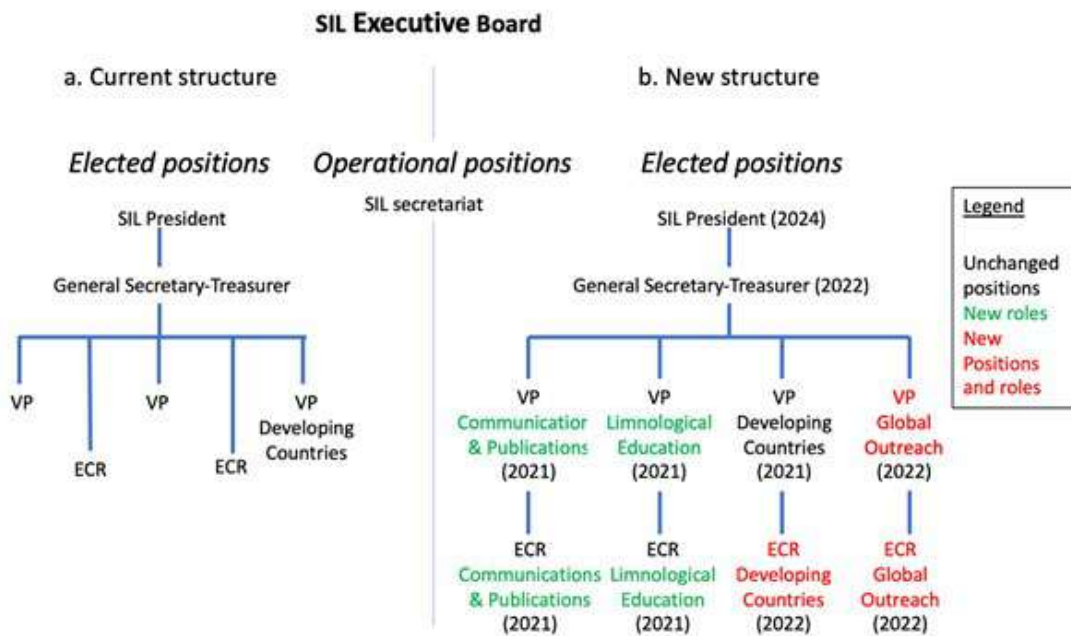 SIL Executive Board
a. Current structure
b. New structure
Elected positions
Operational positions
Elected positions
SIL President
SIL secretariat
SIL President (2024)
General Secretary-Treasurer
General Secretary-Treasurer (2022)
VP
ECR
VP
ECR
VP
Developing
Countries
VP
Communication
& Publications
(2021)
VP
Limnological
Education
(2021)
VP
Developing
Countries
(2021)
VP
Global
Outreach
(2022)
ECR
Communications
& Publications
(2021)
ECR
Limnological
Education
(2021)
ECR
Developing
Countries
(2022)
ECR
Global
Outreach
(2022)
Legend
Unchanged
positions
New roles
New
Positions
and roles